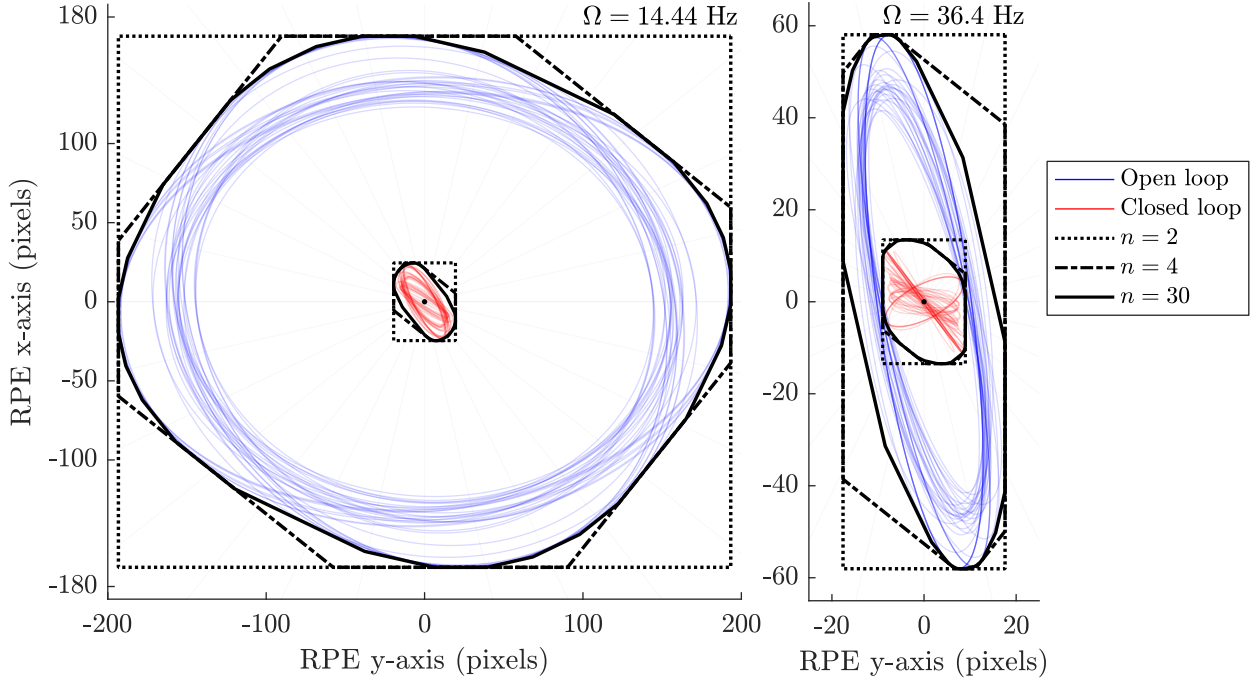 Ω = 14.44 Hz
180
100
50
0
-50
-100
-180
-200
-100
0
100
200
RPE x-axis (pixels)
RPE y-axis (pixels)
Ω = 36.4 Hz
60
40
20
0
-20
-40
-60
-20
0
20
RPE y-axis (pixels)
Open loop
Closed loop
n = 2
n = 4
n = 30